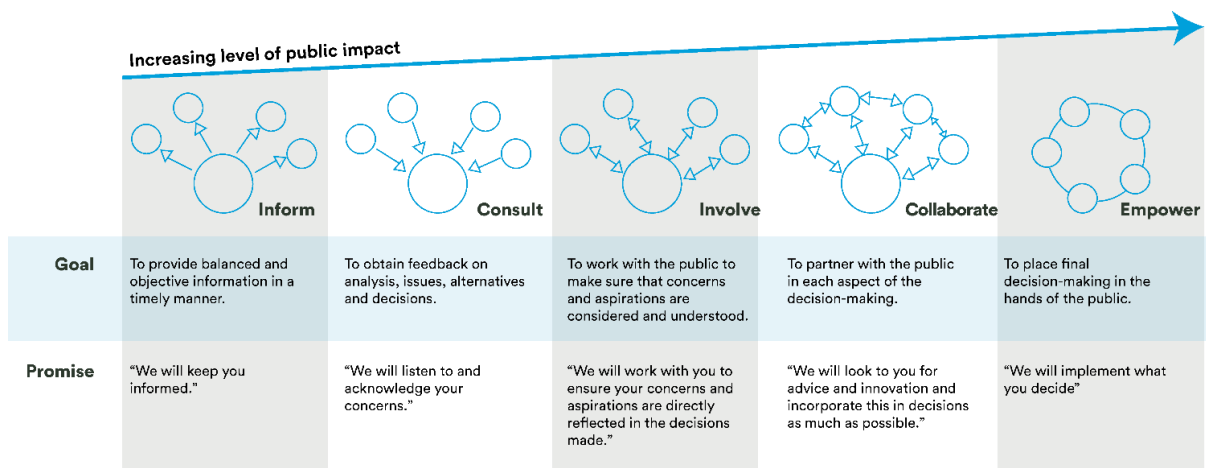 Increasing level of public impact
Inform
Consult
Involve
Collaborate
Empower
Goal
To provide balanced and
objective information in a
timely manner.
To obtain feedback on
analysis, issues, alternatives
and decisions.
To work with the public to
make sure that concerns
and aspirations are
considered and understood.
To partner with the public
in each aspect of the
decision-making.
To place final
decision-making in the
hands of the public.
Promise
“We will keep you
informed.”
“We will listen to and
acknowledge your
concerns.”
“We will work with you to
ensure your concerns and
aspirations are directly
reflected in the decisions
made.”
“We will look to you for
advice and innovation and
incorporate this in decisions
as much as possible.”
“We will implement what
you decide”